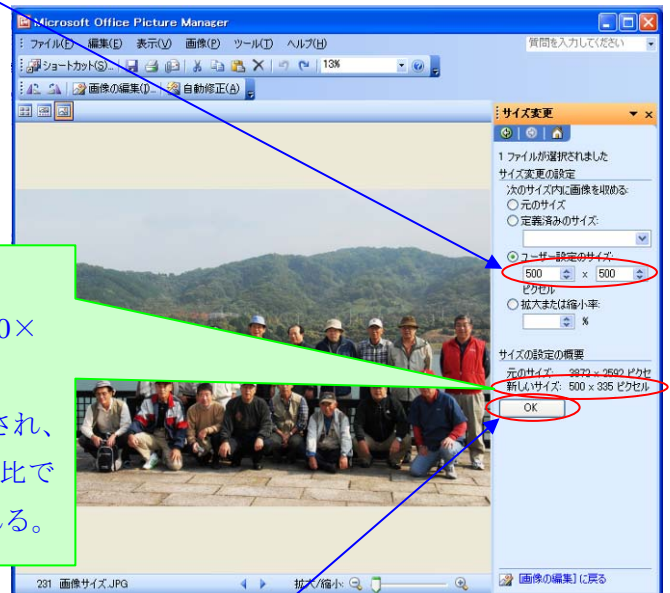 Microsoft Office Picture Manager
ファイル(F) 編集(E) 表示(V) 画像(P) ツール(T) ヘルプ(H)
質問を入力してください
ショートカット(S)...
13%
画像の編集(I)...
自動修正(A)
サイズ変更
1 ファイルが選択されました
サイズ変更の設定
次のサイズ内に画像を収める:
元のサイズ
定義済みのサイズ:
ユーザー設定のサイズ:
500 x 500
ピクセル
拡大または縮小率:
%
サイズの設定の概要
元のサイズ: 3872 x 2592 ピクセ
新しいサイズ: 500 x 335 ピクセル
OK
0×
され、
比で
る。
[画像の編集] に戻る
231 画像サイズ.JPG
拡大/縮小: